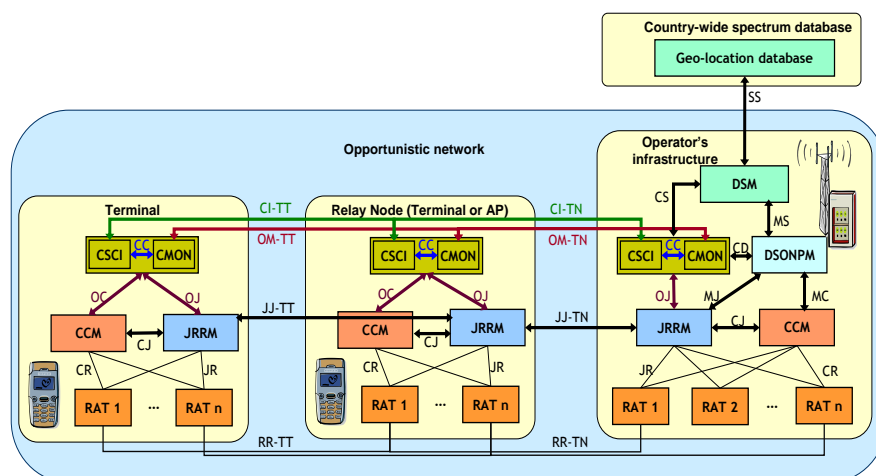 Country-wide spectrum database
Geo-location database
SS
Opportunistic network
Operator's
infrastructure
DSM
CS
MS
Terminal
Relay Node (Terminal or AP)
CI-TT
CI-TN
OM-TT
OM-TN
CSCI
CC
CMON
CSCI
CC
CMON
CSCI
CC
CMON
CD
DSONPM
OC
OJ
OC
OJ
OJ
MJ
MC
JJ-TT
JJ-TN
CCM
CJ
JRRM
CCM
CJ
JRRM
JRRM
CJ
CCM
CR
JR
CR
JR
JR
CR
RAT 1
...
RAT n
RAT 1
...
RAT n
RAT 1
RAT 2
...
RAT n
RR-TT
RR-TN